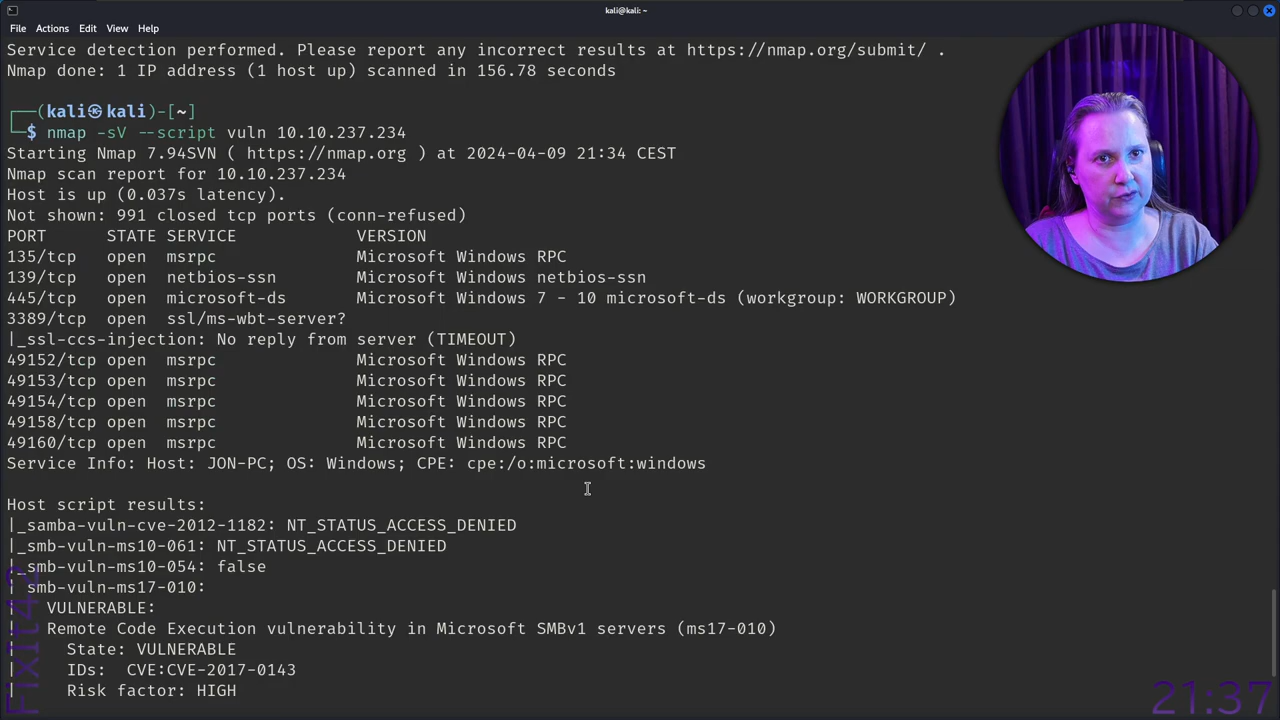 kali@kali: ~
File Actions Edit View Help
Service detection performed. Please report any incorrect results at https://nmap.org/submit/ .
Nmap done: 1 IP address (1 host up) scanned in 156.78 seconds
┌──(kali㉿kali)-[~]
└─$ nmap -sV --script vuln 10.10.237.234
Starting Nmap 7.94SVN ( https://nmap.org ) at 2024-04-09 21:34 CEST
Nmap scan report for 10.10.237.234
Host is up (0.037s latency).
Not shown: 991 closed tcp ports (conn-refused)
PORT      STATE SERVICE            VERSION
135/tcp   open  msrpc              Microsoft Windows RPC
139/tcp   open  netbios-ssn        Microsoft Windows netbios-ssn
445/tcp   open  microsoft-ds       Microsoft Windows 7 - 10 microsoft-ds (workgroup: WORKGROUP)
3389/tcp  open  ssl/ms-wbt-server?
|_ssl-ccs-injection: No reply from server (TIMEOUT)
49152/tcp open  msrpc              Microsoft Windows RPC
49153/tcp open  msrpc              Microsoft Windows RPC
49154/tcp open  msrpc              Microsoft Windows RPC
49158/tcp open  msrpc              Microsoft Windows RPC
49160/tcp open  msrpc              Microsoft Windows RPC
Service Info: Host: JON-PC; OS: Windows; CPE: cpe:/o:microsoft:windows
Host script results:
|_samba-vuln-cve-2012-1182: NT_STATUS_ACCESS_DENIED
|_smb-vuln-ms10-061: NT_STATUS_ACCESS_DENIED
|_smb-vuln-ms10-054: false
| smb-vuln-ms17-010:
|   VULNERABLE:
|   Remote Code Execution vulnerability in Microsoft SMBv1 servers (ms17-010)
|     State: VULNERABLE
|     IDs:  CVE:CVE-2017-0143
|     Risk factor: HIGH
FixIt42
21:37